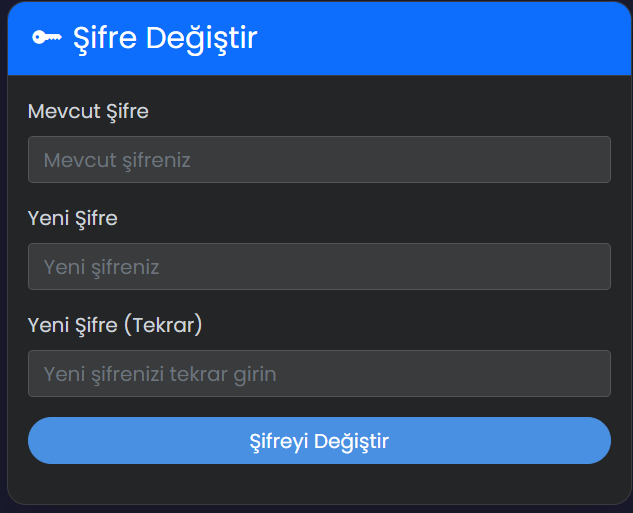 Şifre Değiştir
Mevcut Şifre
Mevcut şifreniz
Yeni Şifre
Yeni şifreniz
Yeni Şifre (Tekrar)
Yeni şifrenizi tekrar girin
Şifreyi Değiştir